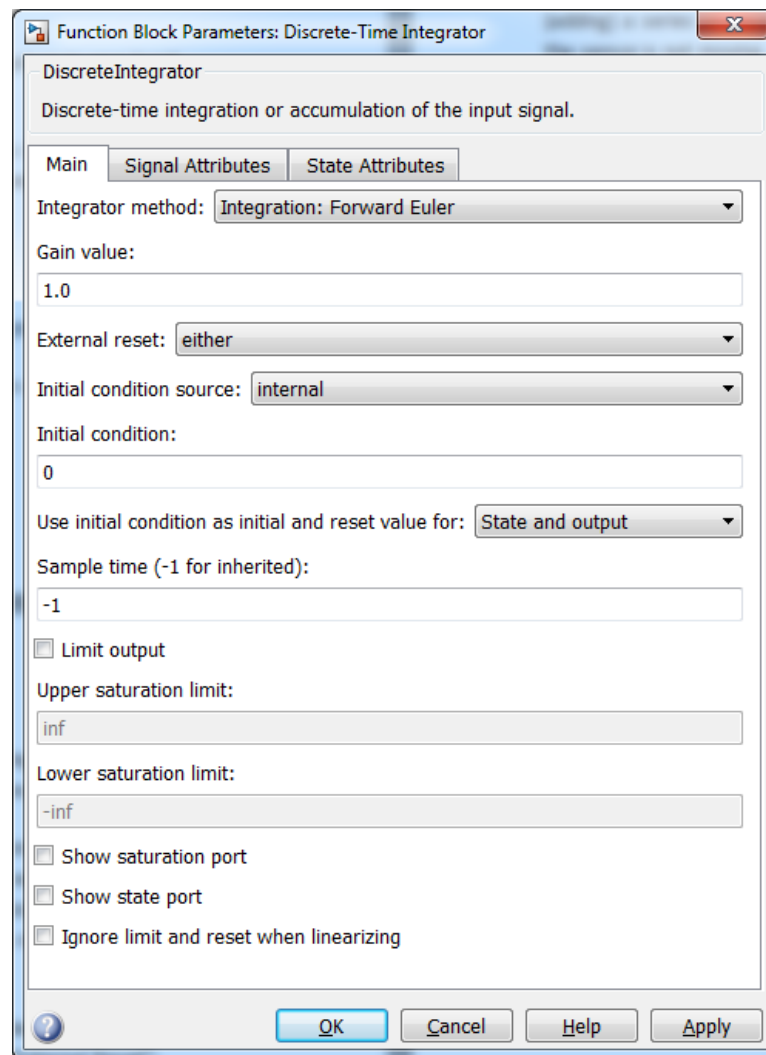 Function Block Parameters: Discrete-Time Integrator
DiscreteIntegrator
Discrete-time integration or accumulation of the input signal.
Main Signal Attributes State Attributes
Integrator method: Integration: Forward Euler
Gain value:
1.0
External reset: either
Initial condition source: internal
Initial condition:
0
Use initial condition as initial and reset value for: State and output
Sample time (-1 for inherited):
-1
Limit output
Upper saturation limit:
inf
Lower saturation limit:
-inf
Show saturation port
Show state port
Ignore limit and reset when linearizing
OK Cancel Help Apply